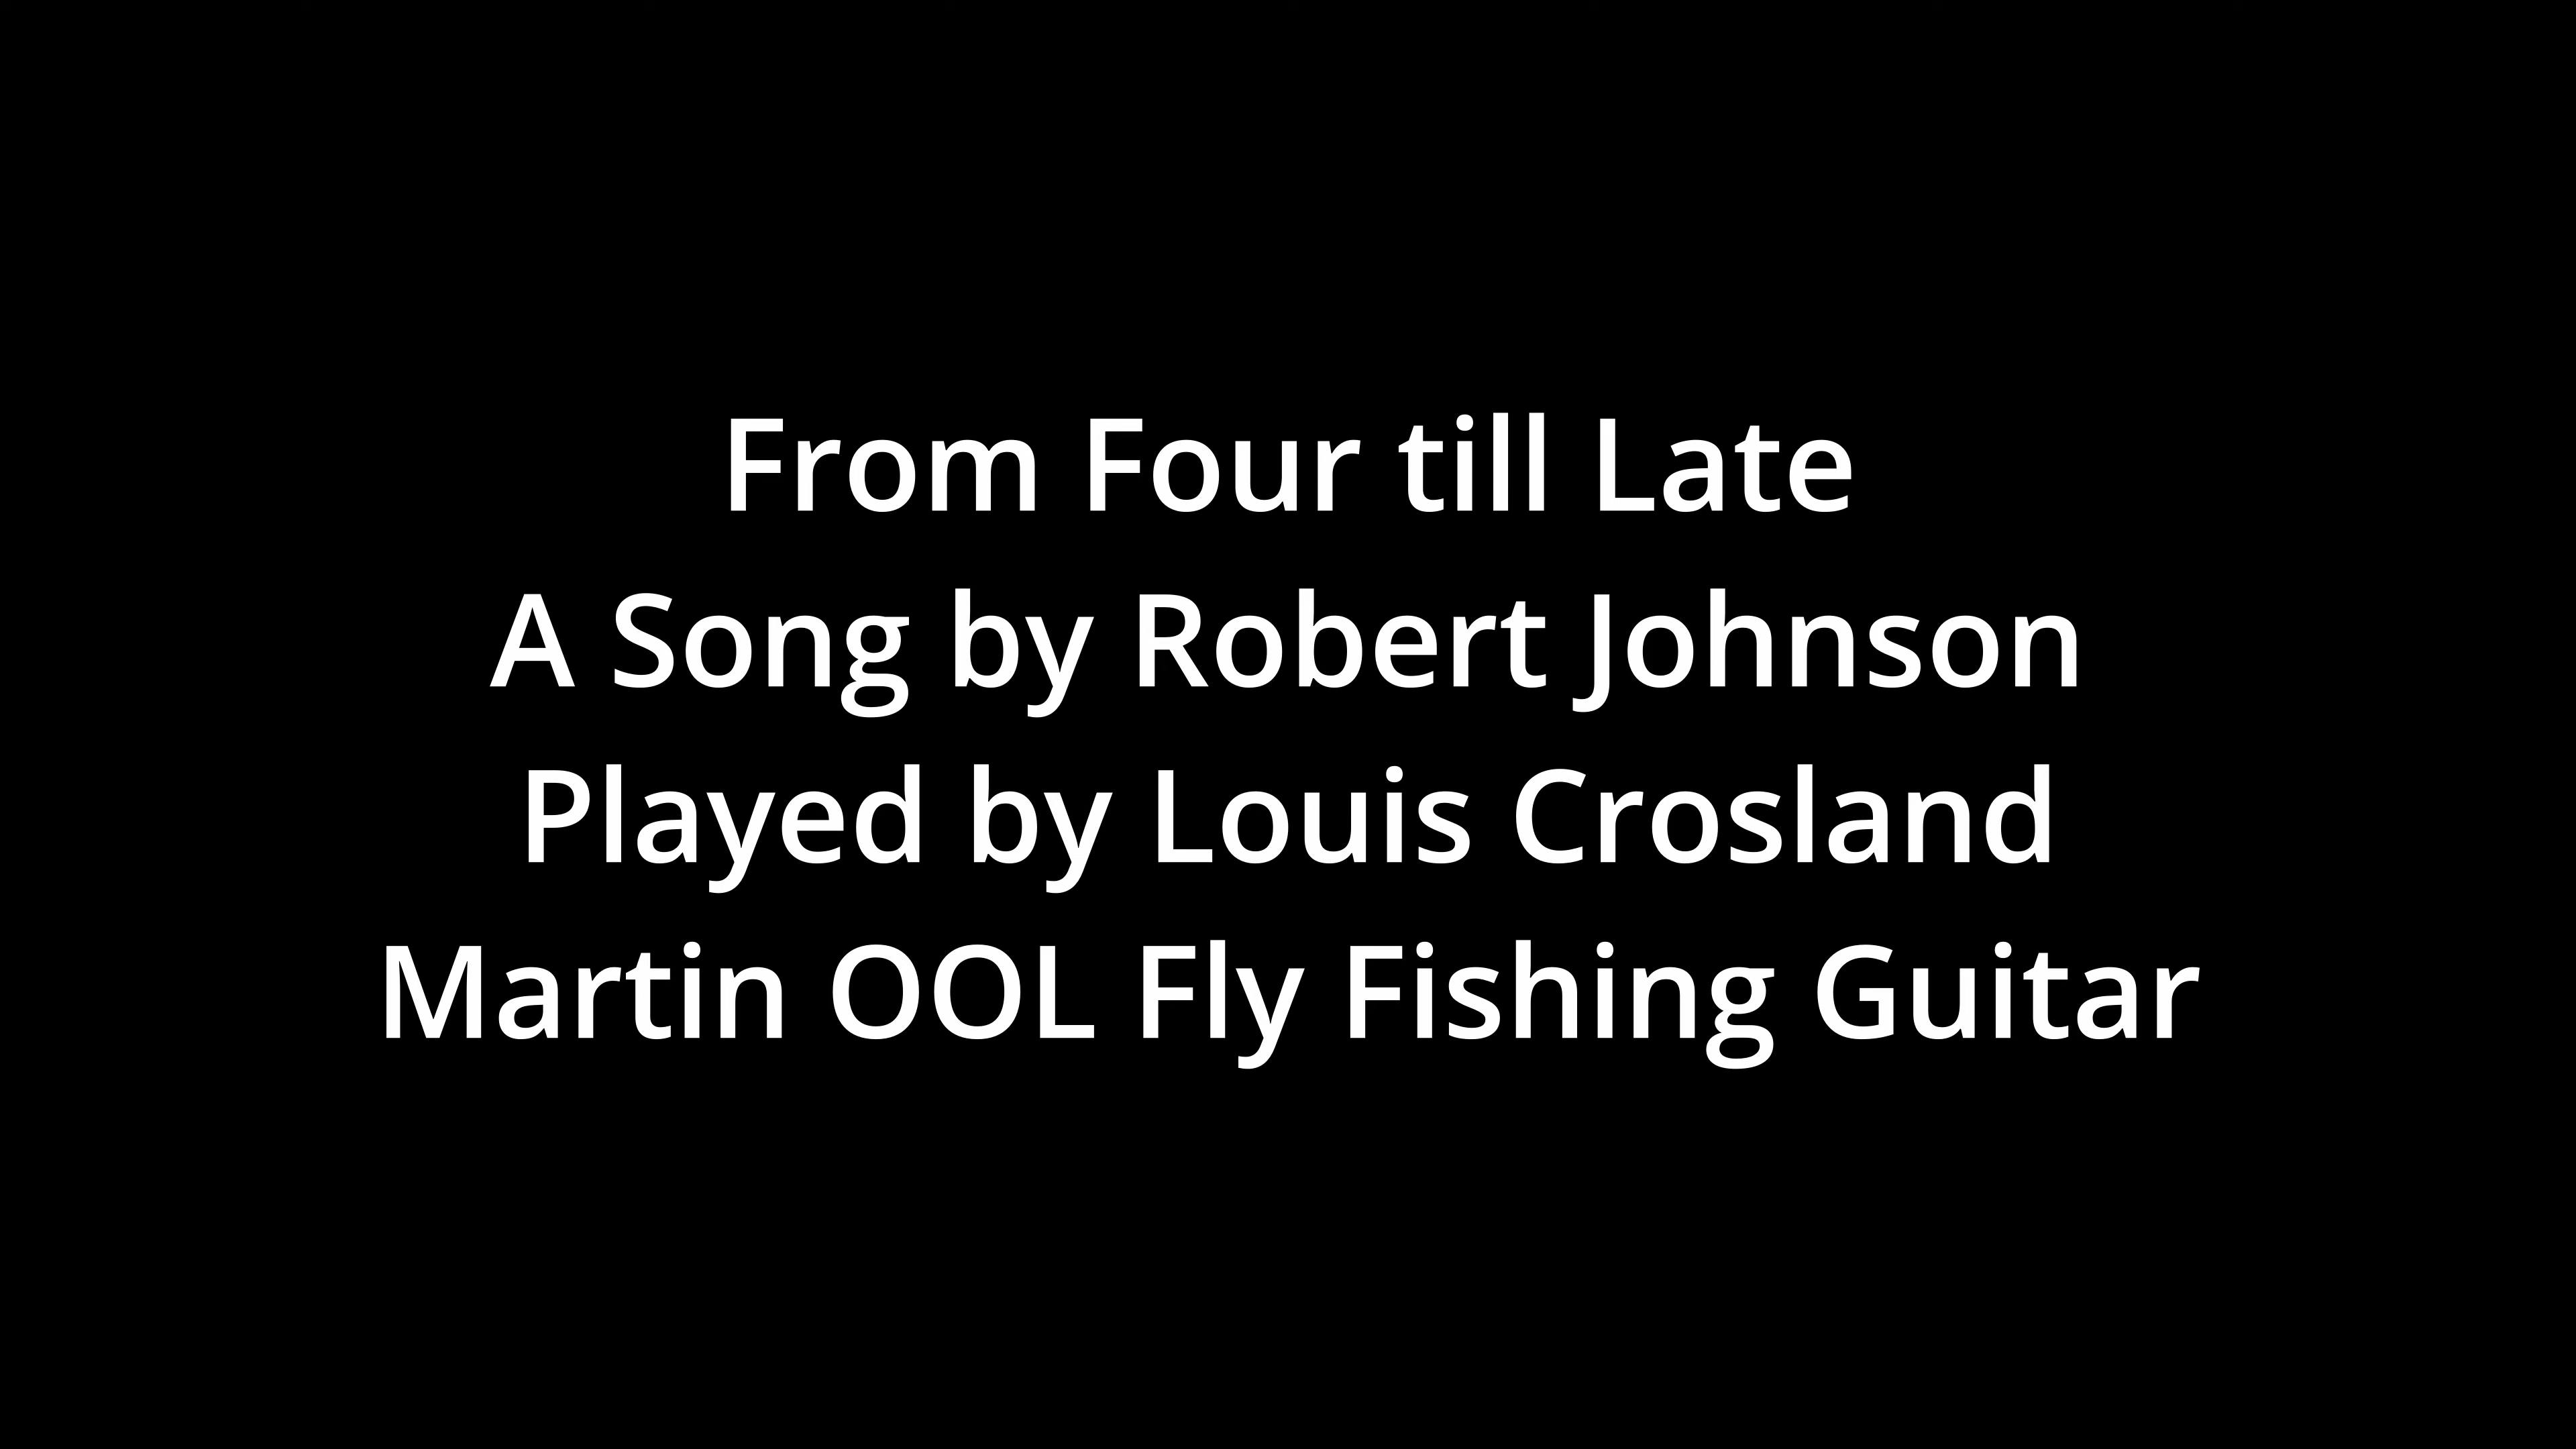 From Four till Late
A Song by Robert Johnson
Played by Louis Crosland
Martin OOL Fly Fishing Guitar